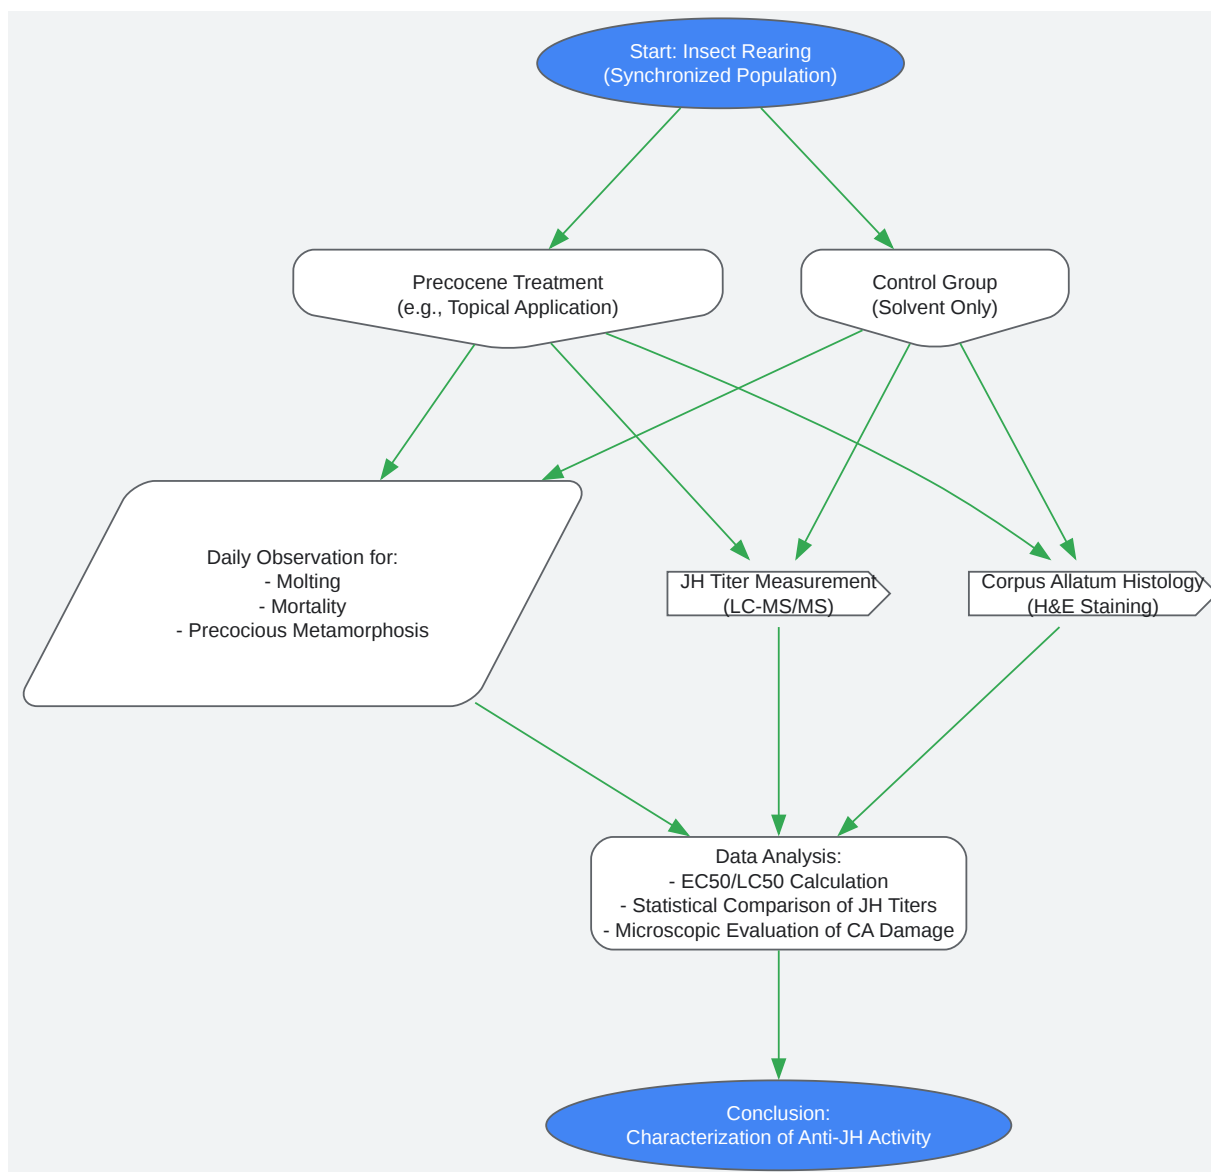 Start: Insect Rearing
(Synchronized Population)
Precocene Treatment
(e.g., Topical Application)
Control Group
(Solvent Only)
Daily Observation for:
- Molting
- Mortality
- Precocious Metamorphosis
JH Titer Measurement
(LC-MS/MS)
Corpus Allatum Histology
(H&E Staining)
Data Analysis:
- EC50/LC50 Calculation
- Statistical Comparison of JH Titers
- Microscopic Evaluation of CA Damage
Conclusion:
Characterization of Anti-JH Activity